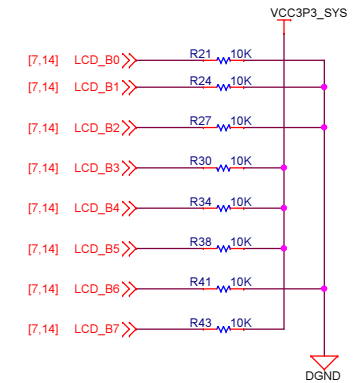 VCC3P3_SYS
[7,14] LCD_B0 R21 10K
[7,14] LCD_B1 R24 10K
[7,14] LCD_B2 R27 10K
[7,14] LCD_B3 R30 10K
[7,14] LCD_B4 R34 10K
[7,14] LCD_B5 R38 10K
[7,14] LCD_B6 R41 10K
[7,14] LCD_B7 R43 10K
DGND